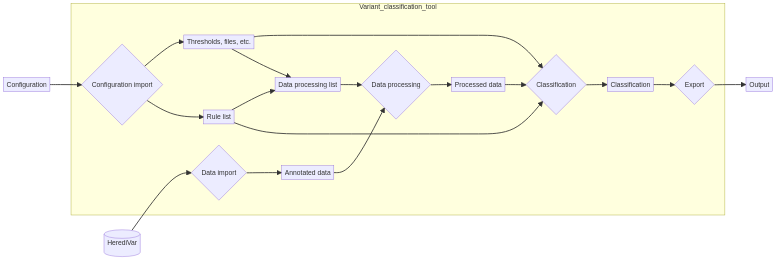 Variant_classification_tool
Thresholds, files, etc.
Configuration
Configuration import
Data processing list
Data processing
Processed data
Classification
Classification
Export
Output
Rule list
Data import
Annotated data
HerediVar